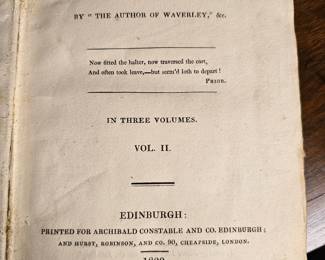 BY “ THE AUTHOR OF WAVERLEY,” &c.
Now fitted the halter, now traversed the cart,
And often took leave,—but seem’d loth to depart !
PRIOR.
IN THREE VOLUMES.
VOL. II.
EDINBURGH:
PRINTED FOR ARCHIBALD CONSTABLE AND CO. EDINBURGH ;
AND HURST, ROBINSON, AND CO. 90, CHEAPSIDE, LONDON.